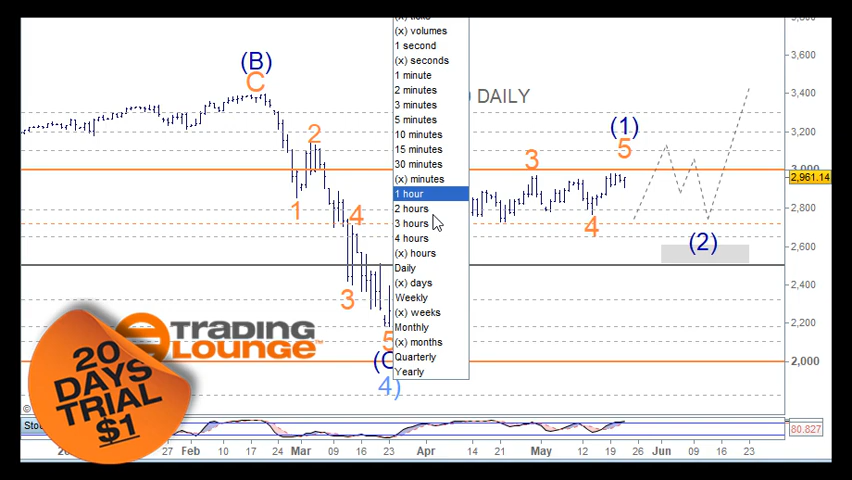 (x) ticks
(x) volumes
1 second
(x) seconds
1 minute
2 minutes
3 minutes
5 minutes
10 minutes
15 minutes
30 minutes
(x) minutes
1 hour
2 hours
3 hours
4 hours
(x) hours
Daily
(x) days
Weekly
(x) weeks
Monthly
(x) months
Quarterly
Yearly
DAILY
(B)
C
2
1
4
3
5
4)
3
4
(1)
5
(2)
3,600
3,400
3,200
3,000
2,961.14
2,800
2,600
2,400
2,200
2,000
80.827
TRADING
LOUNGE
20
DAYS
TRIAL
$1
©
27 Feb 10 18 24 Mar 09 16 23 Apr 14 21 May 12 19 Jun 09 16 23